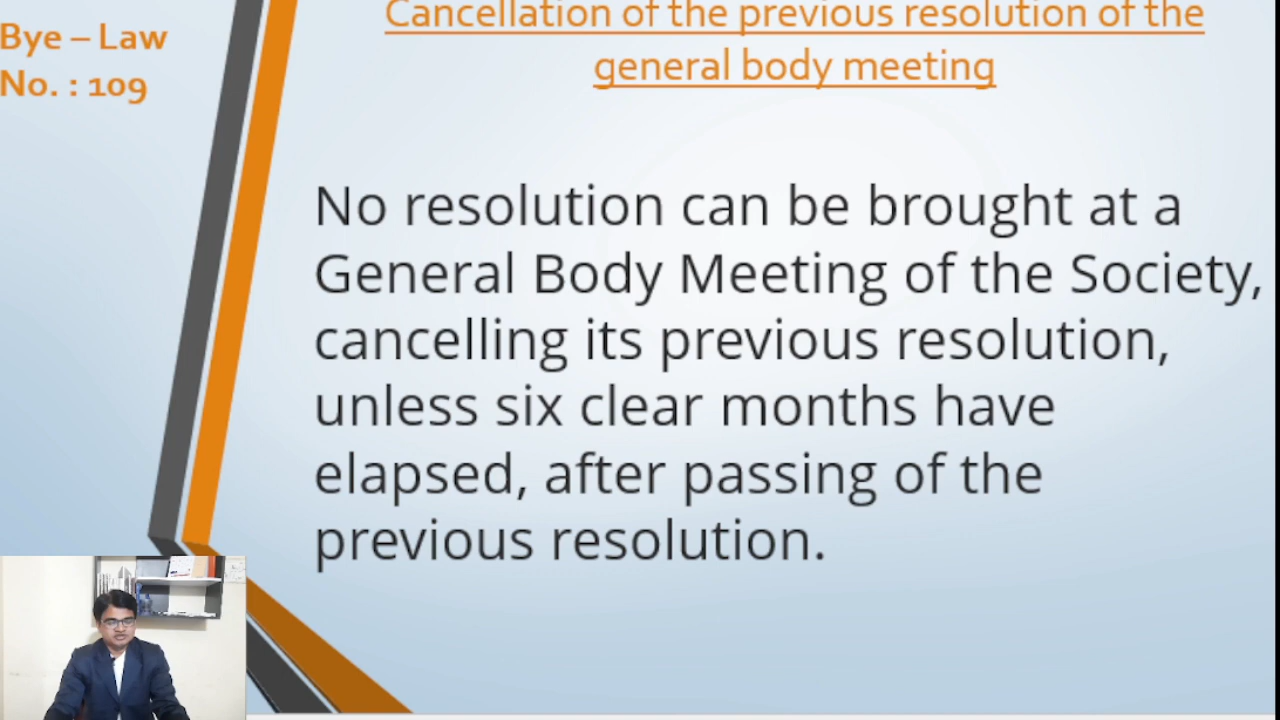 Bye – Law
No. : 109
Cancellation of the previous resolution of the
general body meeting
No resolution can be brought at a
General Body Meeting of the Society,
cancelling its previous resolution,
unless six clear months have
elapsed, after passing of the
previous resolution.